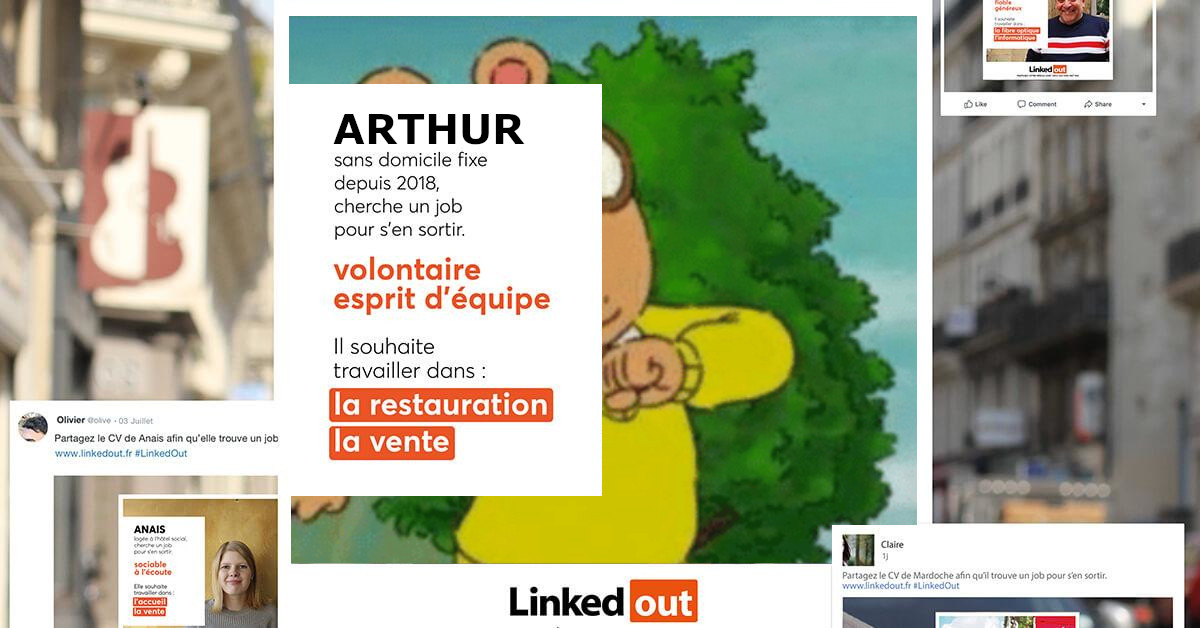 ARTHUR
sans domicile fixe
depuis 2018,
cherche un job
pour s'en sortir.
volontaire
esprit d'équipe
Il souhaite
travailler dans :
la restauration
la vente
Linked out
Olivier @olive · 03 Juillet
Partagez le CV de Anais afin qu'elle trouve un job
www.linkedout.fr #LinkedOut
ANAIS
logée à l'hôtel social,
cherche un job
pour s'en sortir.
sociable
à l'écoute
Elle souhaite
travailler dans :
l'accueil
la vente
fiable
généreux
Il souhaite
travailler dans :
la fibre optique
l'informatique
Linked out
Like Comment Share
Claire
1j
Partagez le CV de Mardoche afin qu'il trouve un job pour s'en sortir.
www.linkedout.fr #LinkedOut